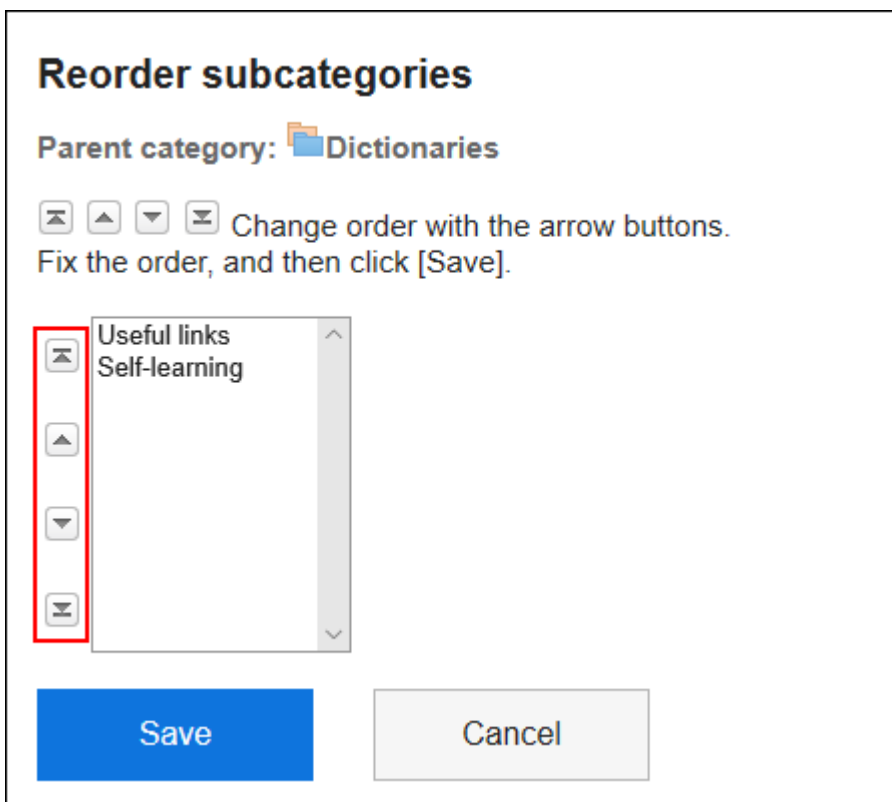 Reorder subcategories
Parent category: Dictionaries
Change order with the arrow buttons.
Fix the order, and then click [Save].
Useful links
Self-learning
Save
Cancel